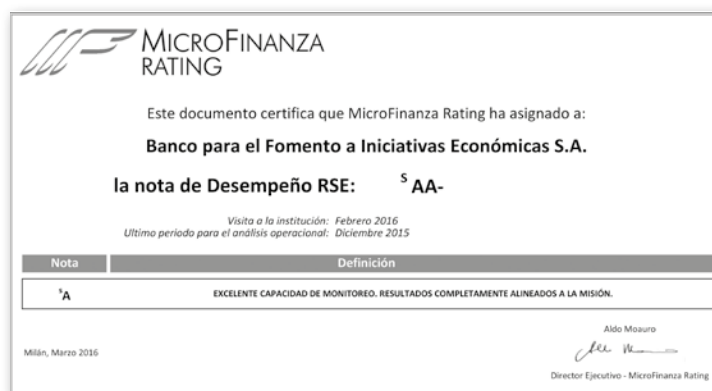 MICROFINANZA
RATING
Este documento certifica que MicroFinanza Rating ha asignado a:
Banco para el Fomento a Iniciativas Económicas S.A.
la nota de Desempeño RSE: S AA-
Visita a la institución: Febrero 2016
Ultimo periodo para el análisis operacional: Diciembre 2015
Nota Definición
sA EXCELENTE CAPACIDAD DE MONITOREO. RESULTADOS COMPLETAMENTE ALINEADOS A LA MISIÓN.
Aldo Moauro
Milán, Marzo 2016
Director Ejecutivo - MicroFinanza Rating